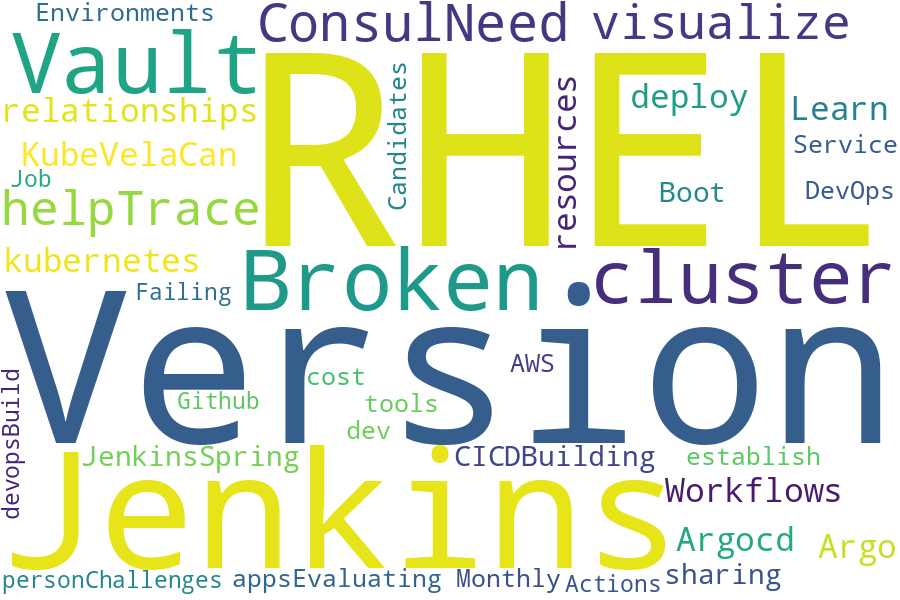 Environments
ConsulNeed
visualize
Vault
RHEL
relationships
Candidates
resources
deploy
Learn
KubeVelaCan
Service
Job
Boot
DevOps
helpTrace
kubernetes
Broken
cluster
Failing
Version
AWS
devopsBuild
Github
cost
tools
dev
JenkinsSpring
CICDBuilding
establish
Jenkins
Workflows
Argocd
Argo
personChallenges
appsEvaluating
Monthly
Actions
sharing